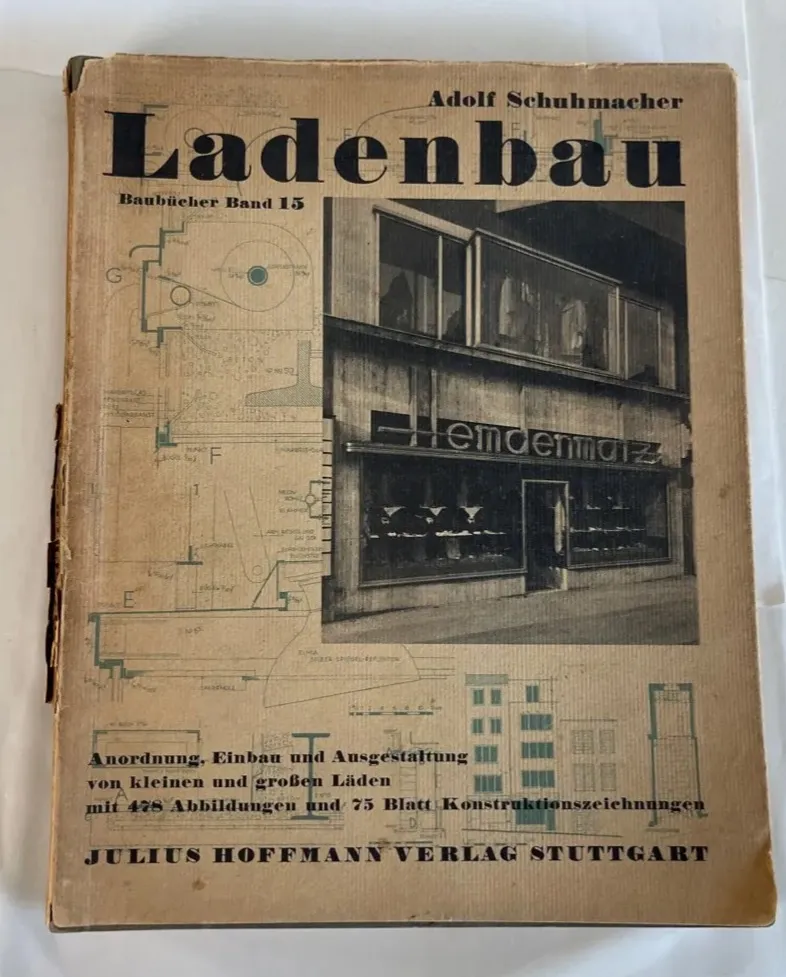 Adolf Schuhmacher
Ladenbau
Baubücher Band 15
G
F
E
Hemdenmatz
Anordnung, Einbau und Ausgestaltung
von kleinen und großen Läden
mit 478 Abbildungen und 75 Blatt Konstruktionszeichnungen
JULIUS HOFFMANN VERLAG STUTTGART